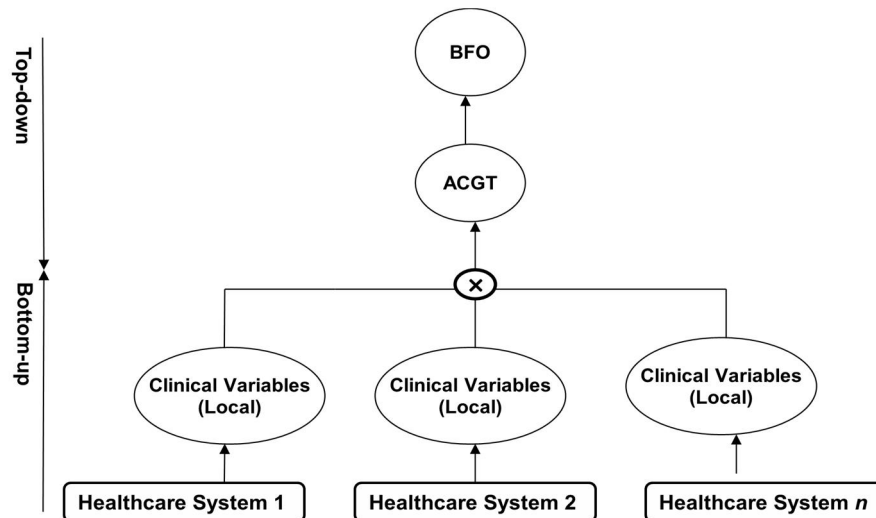 Top-down
BFO
ACGT
×
Bottom-up
Clinical Variables
(Local)
Clinical Variables
(Local)
Clinical Variables
(Local)
Healthcare System 1
Healthcare System 2
Healthcare System n